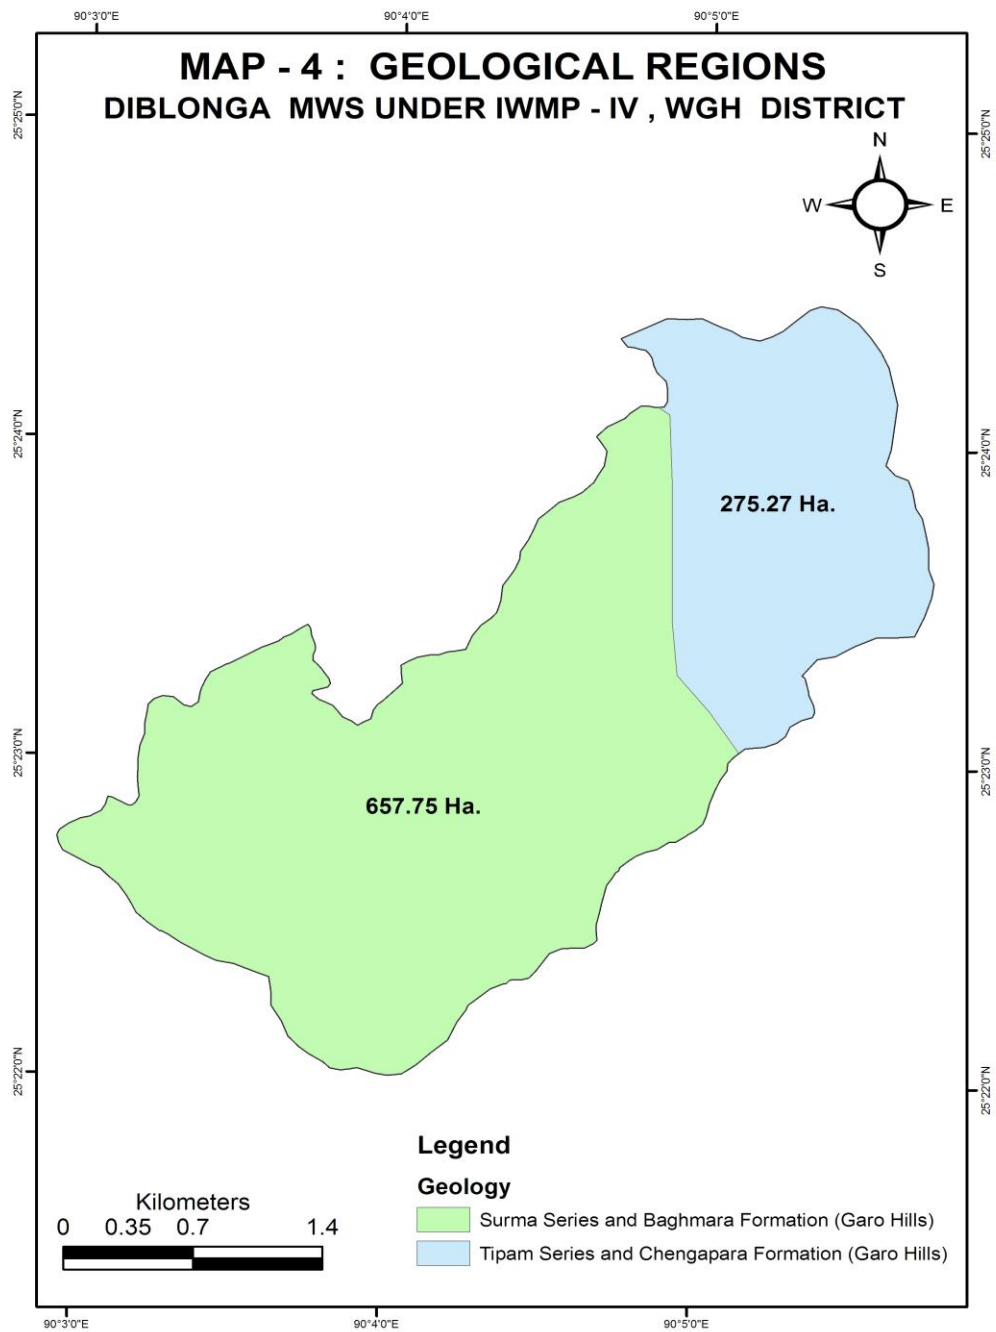 90°3'0"E 90°4'0"E 90°5'0"E
MAP - 4 : GEOLOGICAL REGIONS
DIBLONGA MWS UNDER IWMP - IV , WGH DISTRICT
25°25'0"N
25°25'0"N
N
W E
S
25°24'0"N
25°24'0"N
275.27 Ha.
25°23'0"N
25°23'0"N
657.75 Ha.
25°22'0"N
25°22'0"N
Legend
Geology
Surma Series and Baghmara Formation (Garo Hills)
Tipam Series and Chengapara Formation (Garo Hills)
Kilometers
0 0.35 0.7 1.4
90°3'0"E 90°4'0"E 90°5'0"E